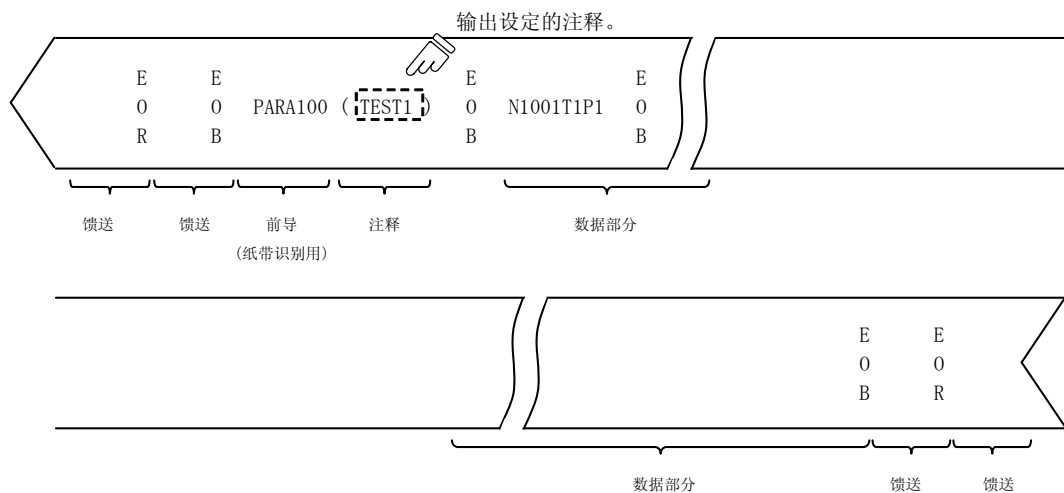 输出设定的注释。
E E E E
O O PARA100 (TEST1) O N1001T1P1 O
R B B B
馈送 馈送 前导 注释 数据部分
(纸带识别用)
E E
O O
B R
数据部分 馈送 馈送